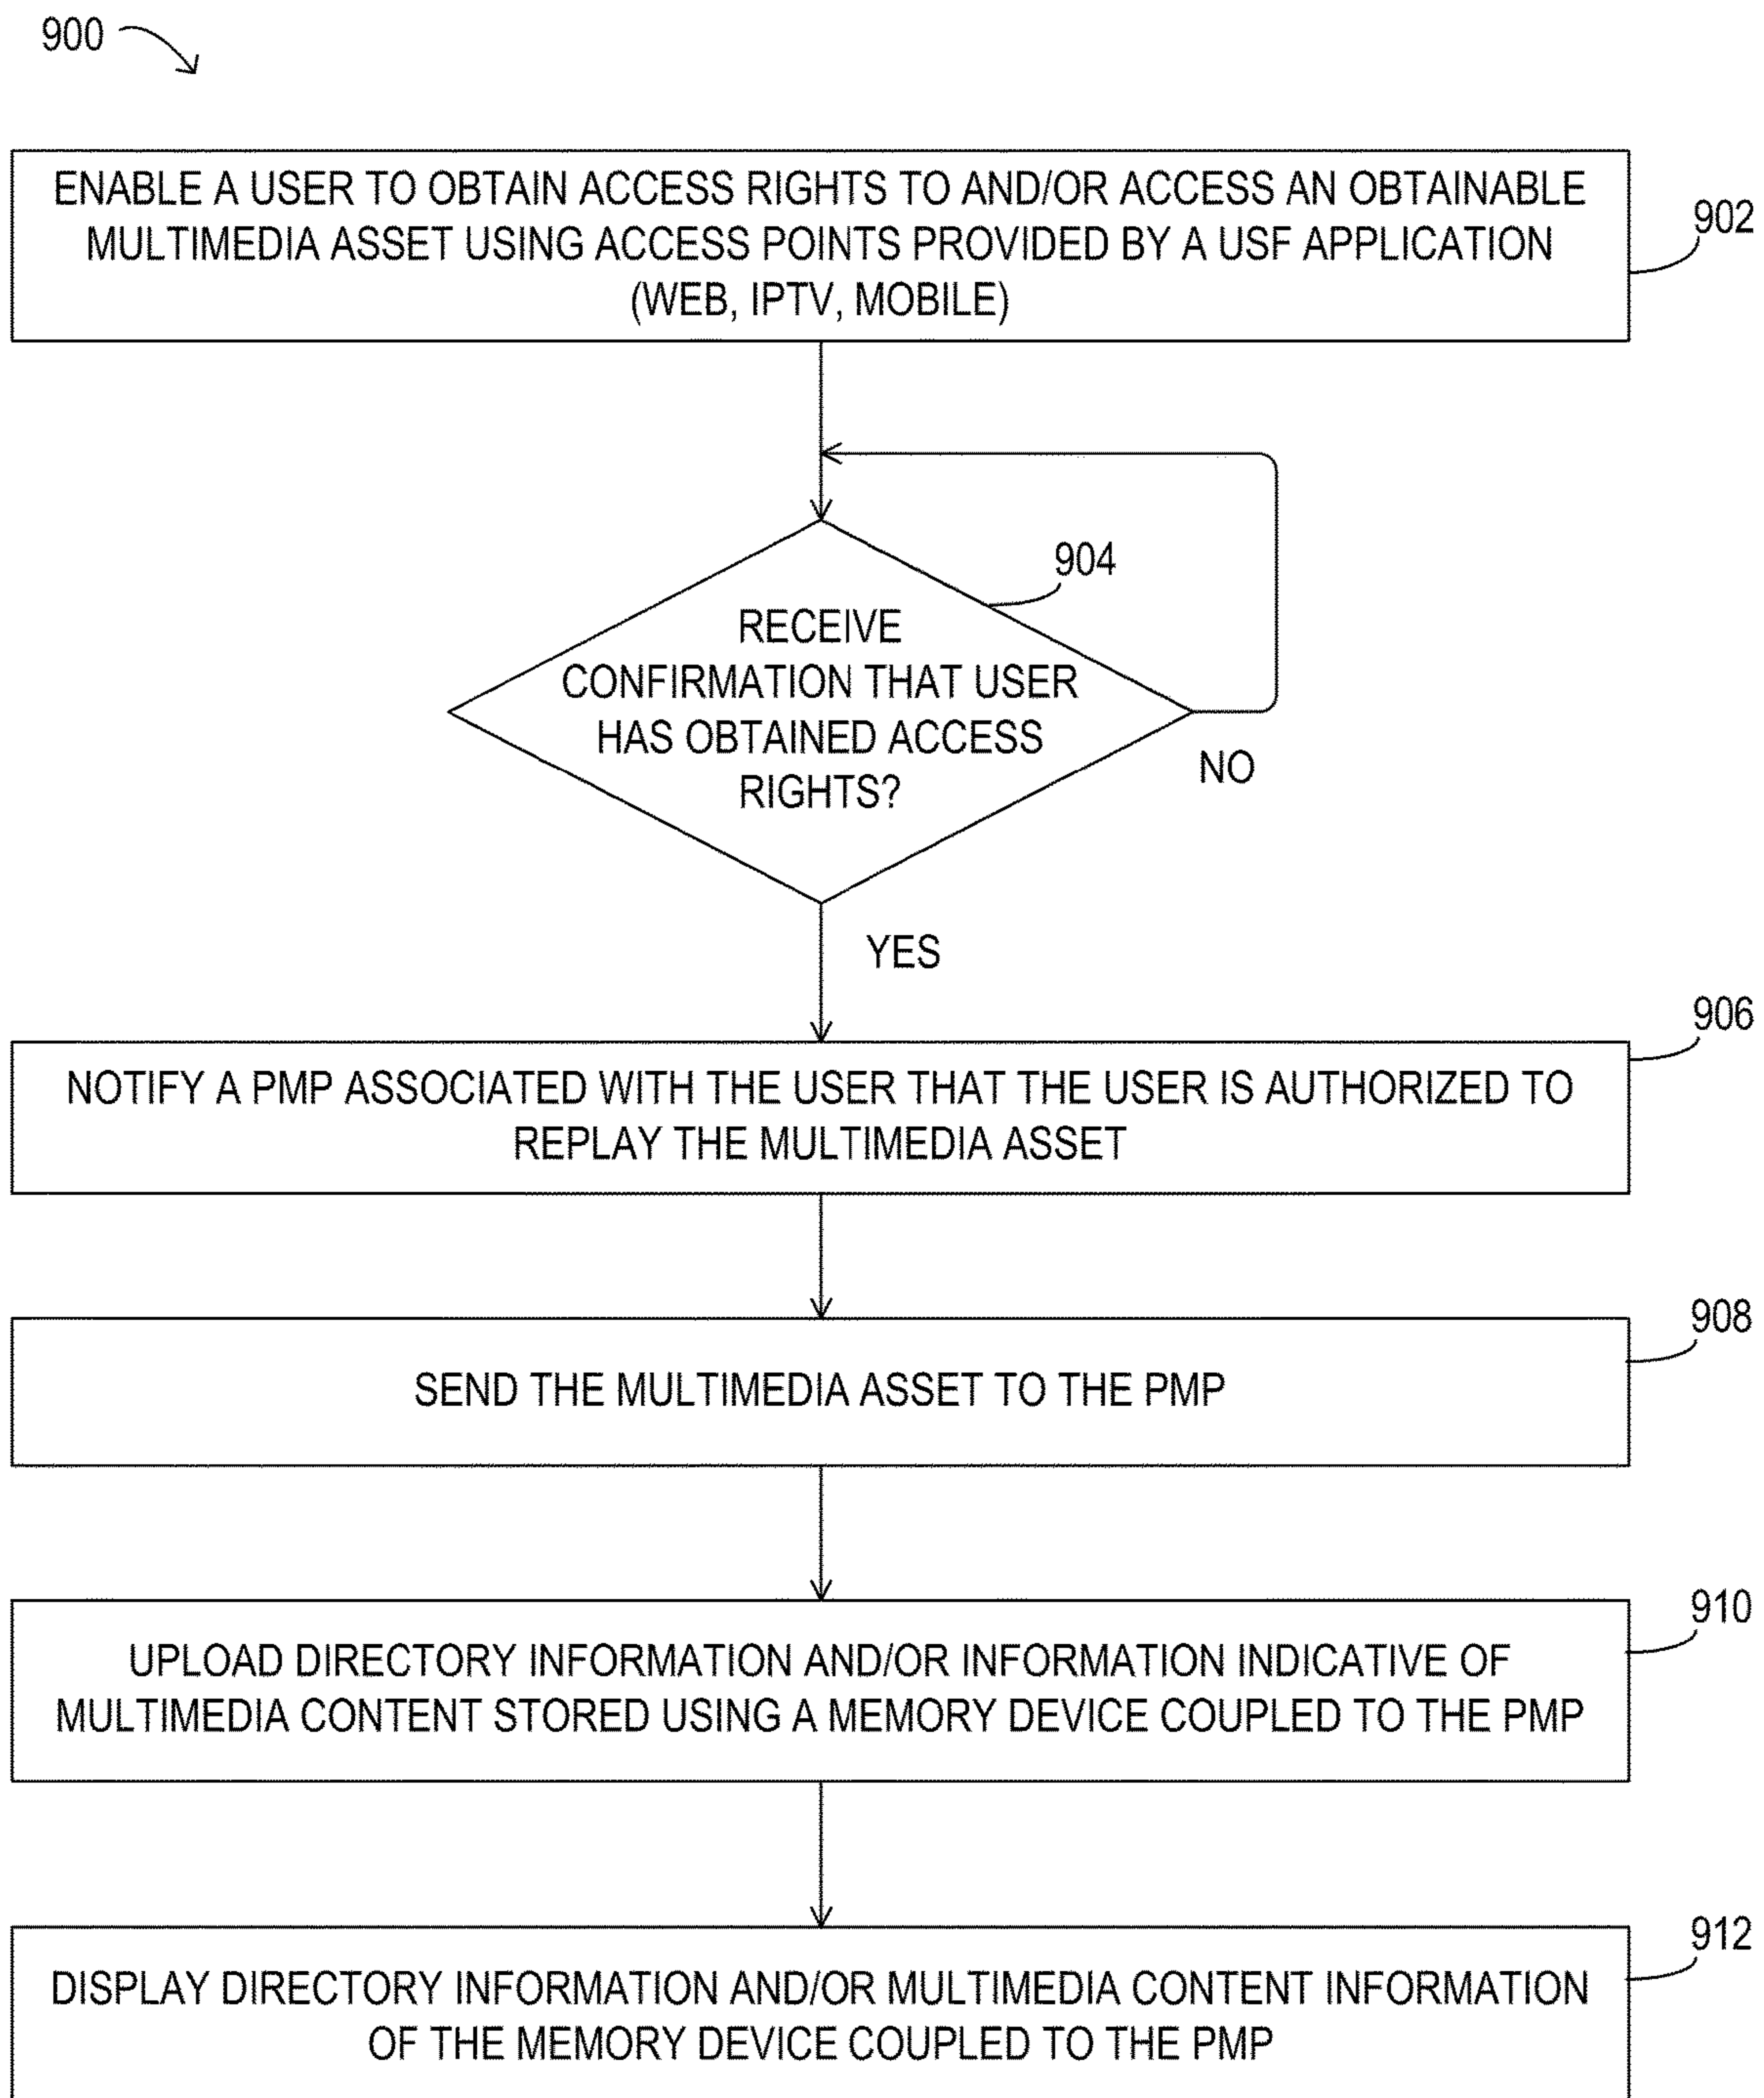 900
ENABLE A USER TO OBTAIN ACCESS RIGHTS TO AND/OR ACCESS AN OBTAINABLE
MULTIMEDIA ASSET USING ACCESS POINTS PROVIDED BY A USF APPLICATION
(WEB, IPTV, MOBILE)
902
904
RECEIVE
CONFIRMATION THAT USER
HAS OBTAINED ACCESS
RIGHTS?
NO
YES
906
NOTIFY A PMP ASSOCIATED WITH THE USER THAT THE USER IS AUTHORIZED TO
REPLAY THE MULTIMEDIA ASSET
908
SEND THE MULTIMEDIA ASSET TO THE PMP
910
UPLOAD DIRECTORY INFORMATION AND/OR INFORMATION INDICATIVE OF
MULTIMEDIA CONTENT STORED USING A MEMORY DEVICE COUPLED TO THE PMP
912
DISPLAY DIRECTORY INFORMATION AND/OR MULTIMEDIA CONTENT INFORMATION
OF THE MEMORY DEVICE COUPLED TO THE PMP